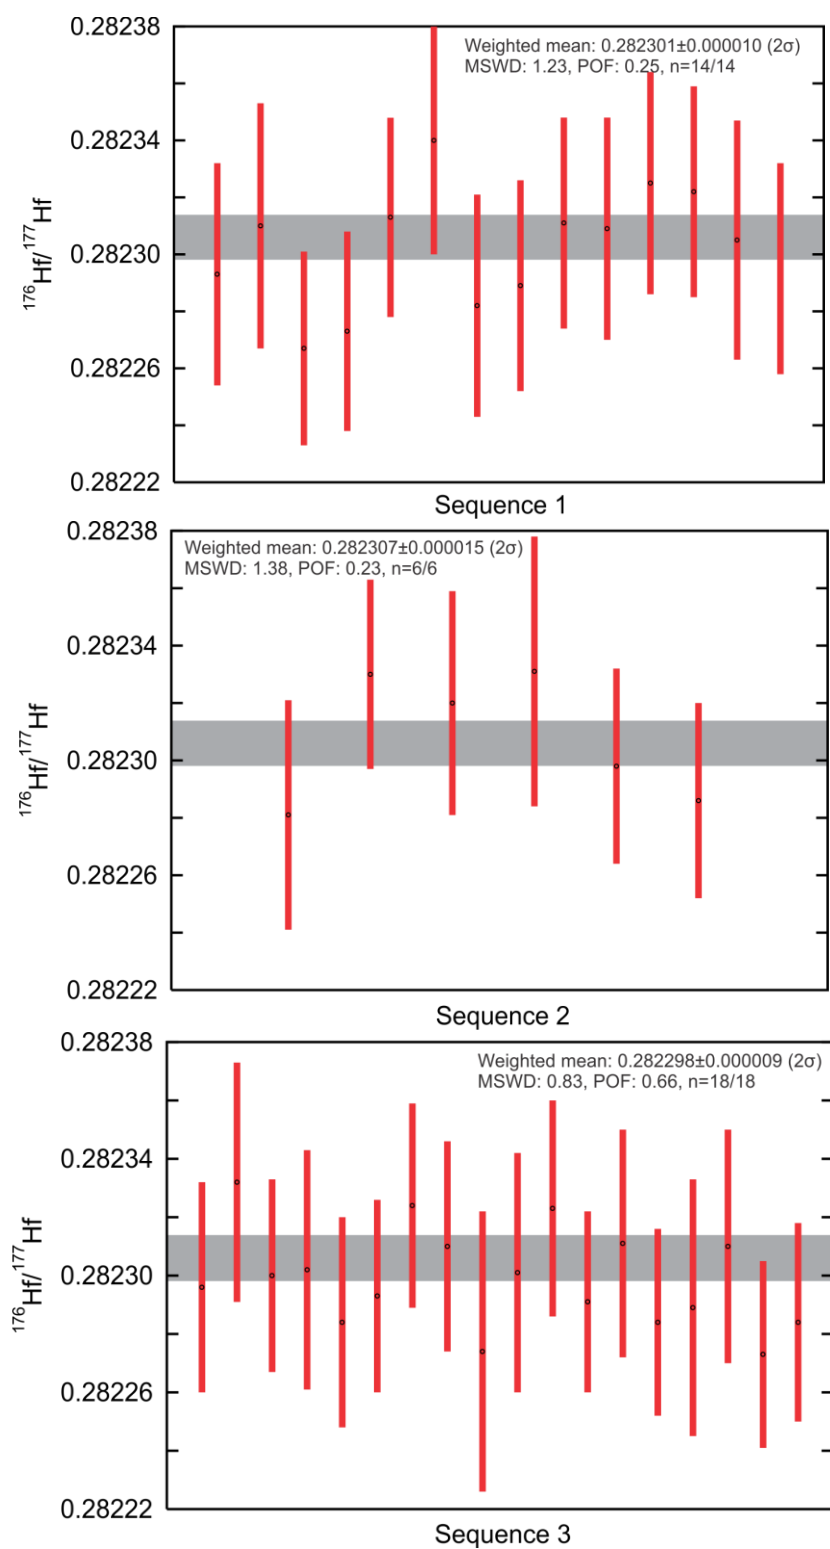 0.28238
0.28234
0.28230
0.28226
0.28222
176Hf/177Hf
Weighted mean: 0.282301±0.000010 (2σ)
MSWD: 1.23, POF: 0.25, n=14/14
Sequence 1
0.28238
0.28234
0.28230
0.28226
0.28222
176Hf/177Hf
Weighted mean: 0.282307±0.000015 (2σ)
MSWD: 1.38, POF: 0.23, n=6/6
Sequence 2
0.28238
0.28234
0.28230
0.28226
0.28222
176Hf/177Hf
Weighted mean: 0.282298±0.000009 (2σ)
MSWD: 0.83, POF: 0.66, n=18/18
Sequence 3